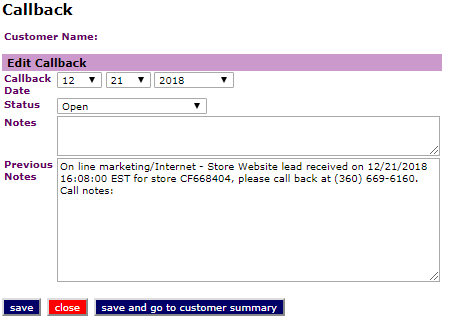 Callback
Customer Name:
Edit Callback
Callback Date 12 21 2018
Status Open
Notes
Previous Notes
On line marketing/Internet - Store Website lead received on 12/21/2018
16:08:00 EST for store CF668404, please call back at (360) 669-6160.
Call notes:
save close save and go to customer summary